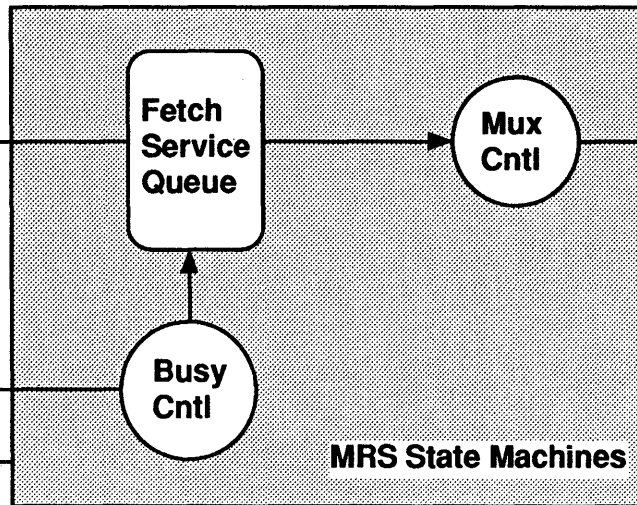 Fetch
Service
Queue
Mux
Cntl
Busy
Cntl
MRS State Machines